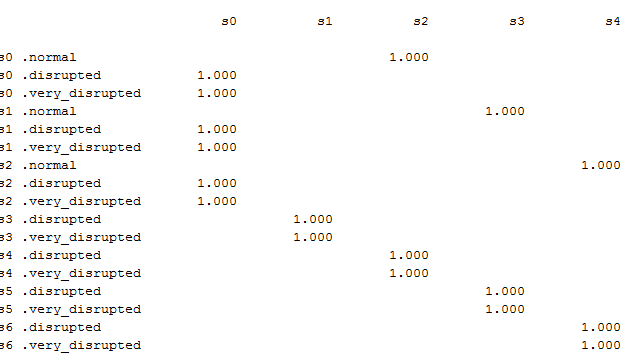 s0 s1 s2 s3 s4
s0 .normal 1.000
s0 .disrupted 1.000
s0 .very_disrupted 1.000
s1 .normal 1.000
s1 .disrupted 1.000
s1 .very_disrupted 1.000
s2 .normal 1.000
s2 .disrupted 1.000
s2 .very_disrupted 1.000
s3 .disrupted 1.000
s3 .very_disrupted 1.000
s4 .disrupted 1.000
s4 .very_disrupted 1.000
s5 .disrupted 1.000
s5 .very_disrupted 1.000
s6 .disrupted 1.000
s6 .very_disrupted 1.000